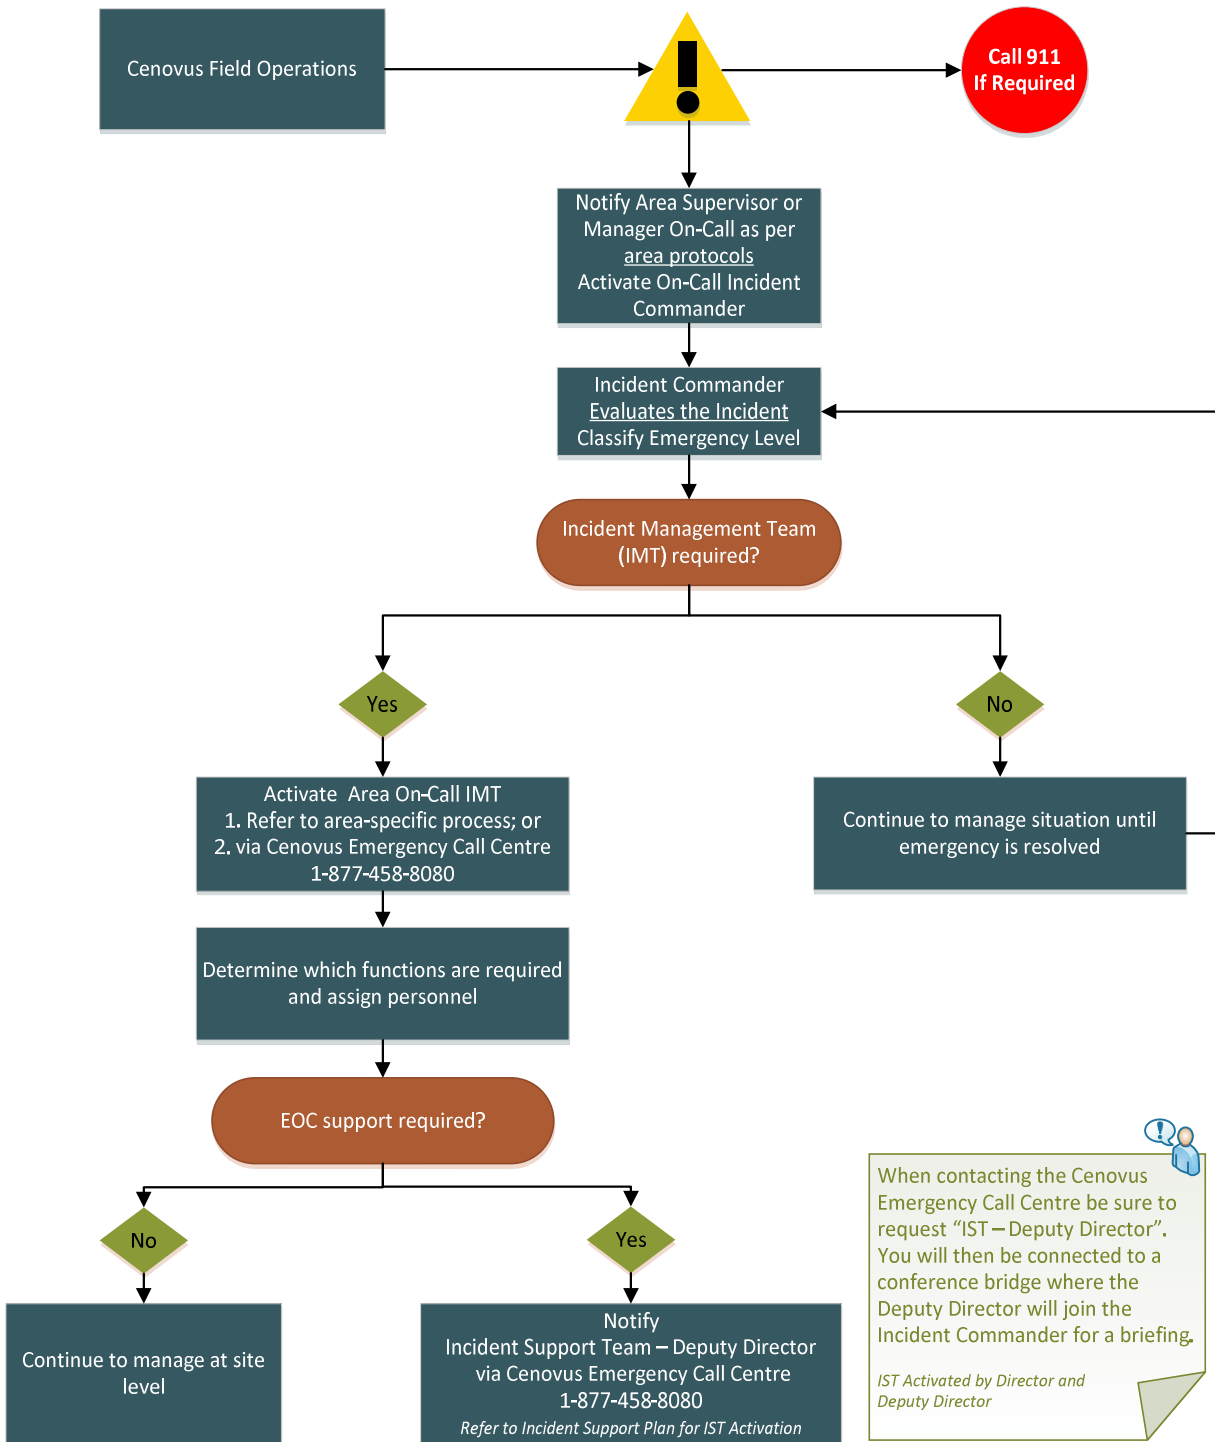 Cenovus Field Operations
Call 911
If Required
Notify Area Supervisor or
Manager On-Call as per
area protocols
Activate On-Call Incident
Commander
Incident Commander
Evaluates the Incident
Classify Emergency Level
Incident Management Team
(IMT) required?
Yes
No
Activate Area On-Call IMT
1. Refer to area-specific process; or
2. via Cenovus Emergency Call Centre
1-877-458-8080
Continue to manage situation until
emergency is resolved
Determine which functions are required
and assign personnel
EOC support required?
No
Yes
Continue to manage at site
level
Notify
Incident Support Team – Deputy Director
via Cenovus Emergency Call Centre
1-877-458-8080
Refer to Incident Support Plan for IST Activation
When contacting the Cenovus
Emergency Call Centre be sure to
request “IST – Deputy Director”.
You will then be connected to a
conference bridge where the
Deputy Director will join the
Incident Commander for a briefing.
IST Activated by Director and
Deputy Director